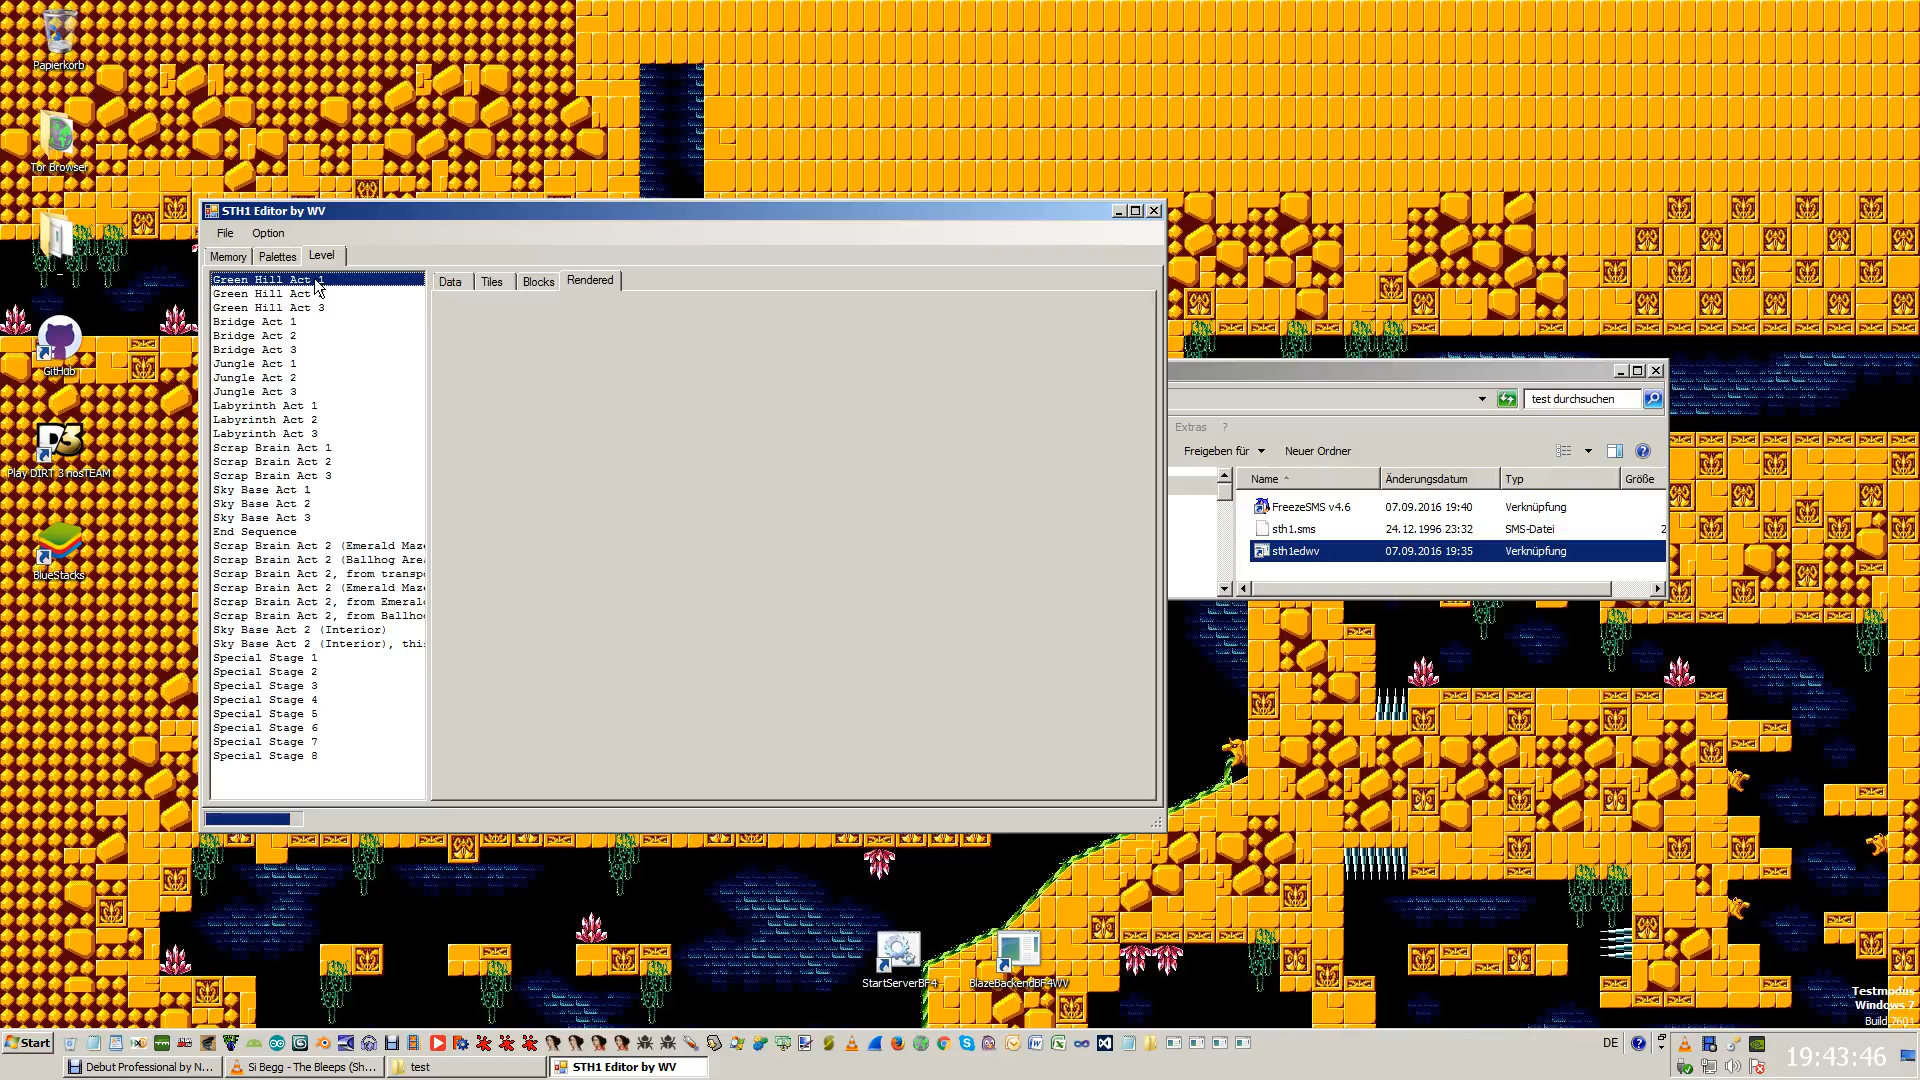 Papierkorb
Tor Browser
GitHub
Play DIRT 3 nosTEAM
BlueStacks
STH1 Editor by WV
File Option
Memory Palettes Level
Data Tiles Blocks Rendered
Green Hill Act 1
Green Hill Act
Green Hill Act 3
Bridge Act 1
Bridge Act 2
Bridge Act 3
Jungle Act 1
Jungle Act 2
Jungle Act 3
Labyrinth Act 1
Labyrinth Act 2
Labyrinth Act 3
Scrap Brain Act 1
Scrap Brain Act 2
Scrap Brain Act 3
Sky Base Act 1
Sky Base Act 2
Sky Base Act 3
End Sequence
Scrap Brain Act 2 (Emerald Maze
Scrap Brain Act 2 (Ballhog Are
Scrap Brain Act 2, from transp
Scrap Brain Act 2 (Emerald Maze
Scrap Brain Act 2, from Emeral
Scrap Brain Act 2, from Ballho
Sky Base Act 2 (Interior)
Sky Base Act 2 (Interior), thi
Special Stage 1
Special Stage 2
Special Stage 3
Special Stage 4
Special Stage 5
Special Stage 6
Special Stage 7
Special Stage 8
test durchsuchen
Extras ?
Freigeben für Neuer Ordner
Name Änderungsdatum Typ Größe
FreezeSMS v4.6 07.09.2016 19:40 Verknüpfung
sth1.sms 24.12.1996 23:32 SMS-Datei 2
sth1edwv 07.09.2016 19:35 Verknüpfung
StartServerBF4
BlazeBackendBF4WV
Testmodus
Windows 7
Build 7601
Start
DE
Debut Professional by N...
Si Begg - The Bleeps (Sh...
test
STH1 Editor by WV
19:43:46